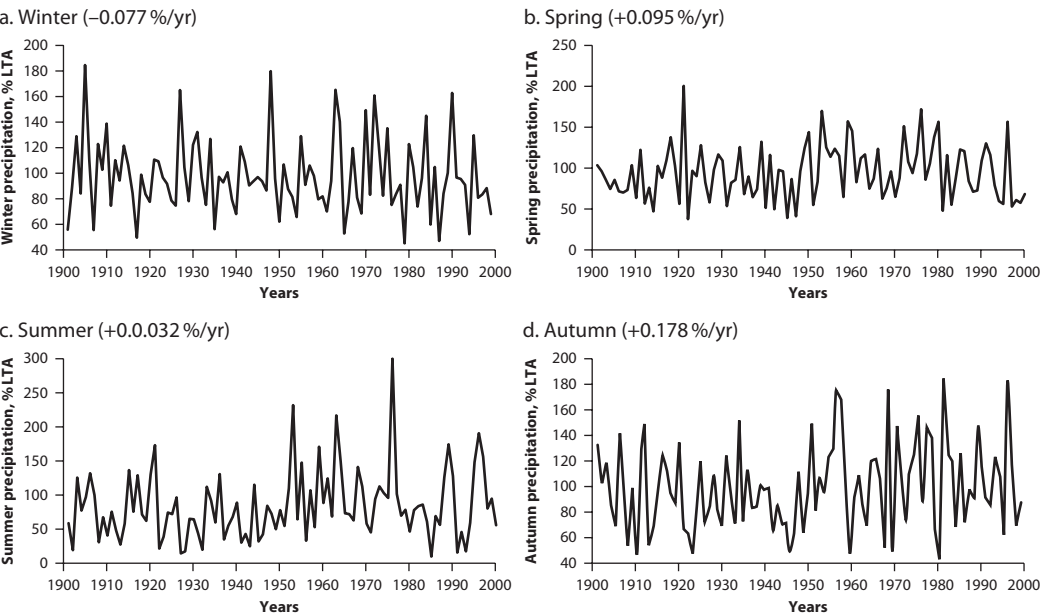 a. Winter (–0.077 %/yr)
Winter precipitation, % LTA
200
180
160
140
120
100
80
60
40
1900 1910 1920 1930 1940 1950 1960 1970 1980 1990 2000
Years
b. Spring (+0.095 %/yr)
Spring precipitation, % LTA
250
200
150
100
50
0
1900 1910 1920 1930 1940 1950 1960 1970 1980 1990 2000
Years
c. Summer (+0.0.032 %/yr)
Summer precipitation, % LTA
300
250
200
150
100
50
0
1900 1910 1920 1930 1940 1950 1960 1970 1980 1990 2000
Years
d. Autumn (+0.178 %/yr)
Autumn precipitation, % LTA
200
180
160
140
120
100
80
60
40
1900 1910 1920 1930 1940 1950 1960 1970 1980 1990 2000
Years